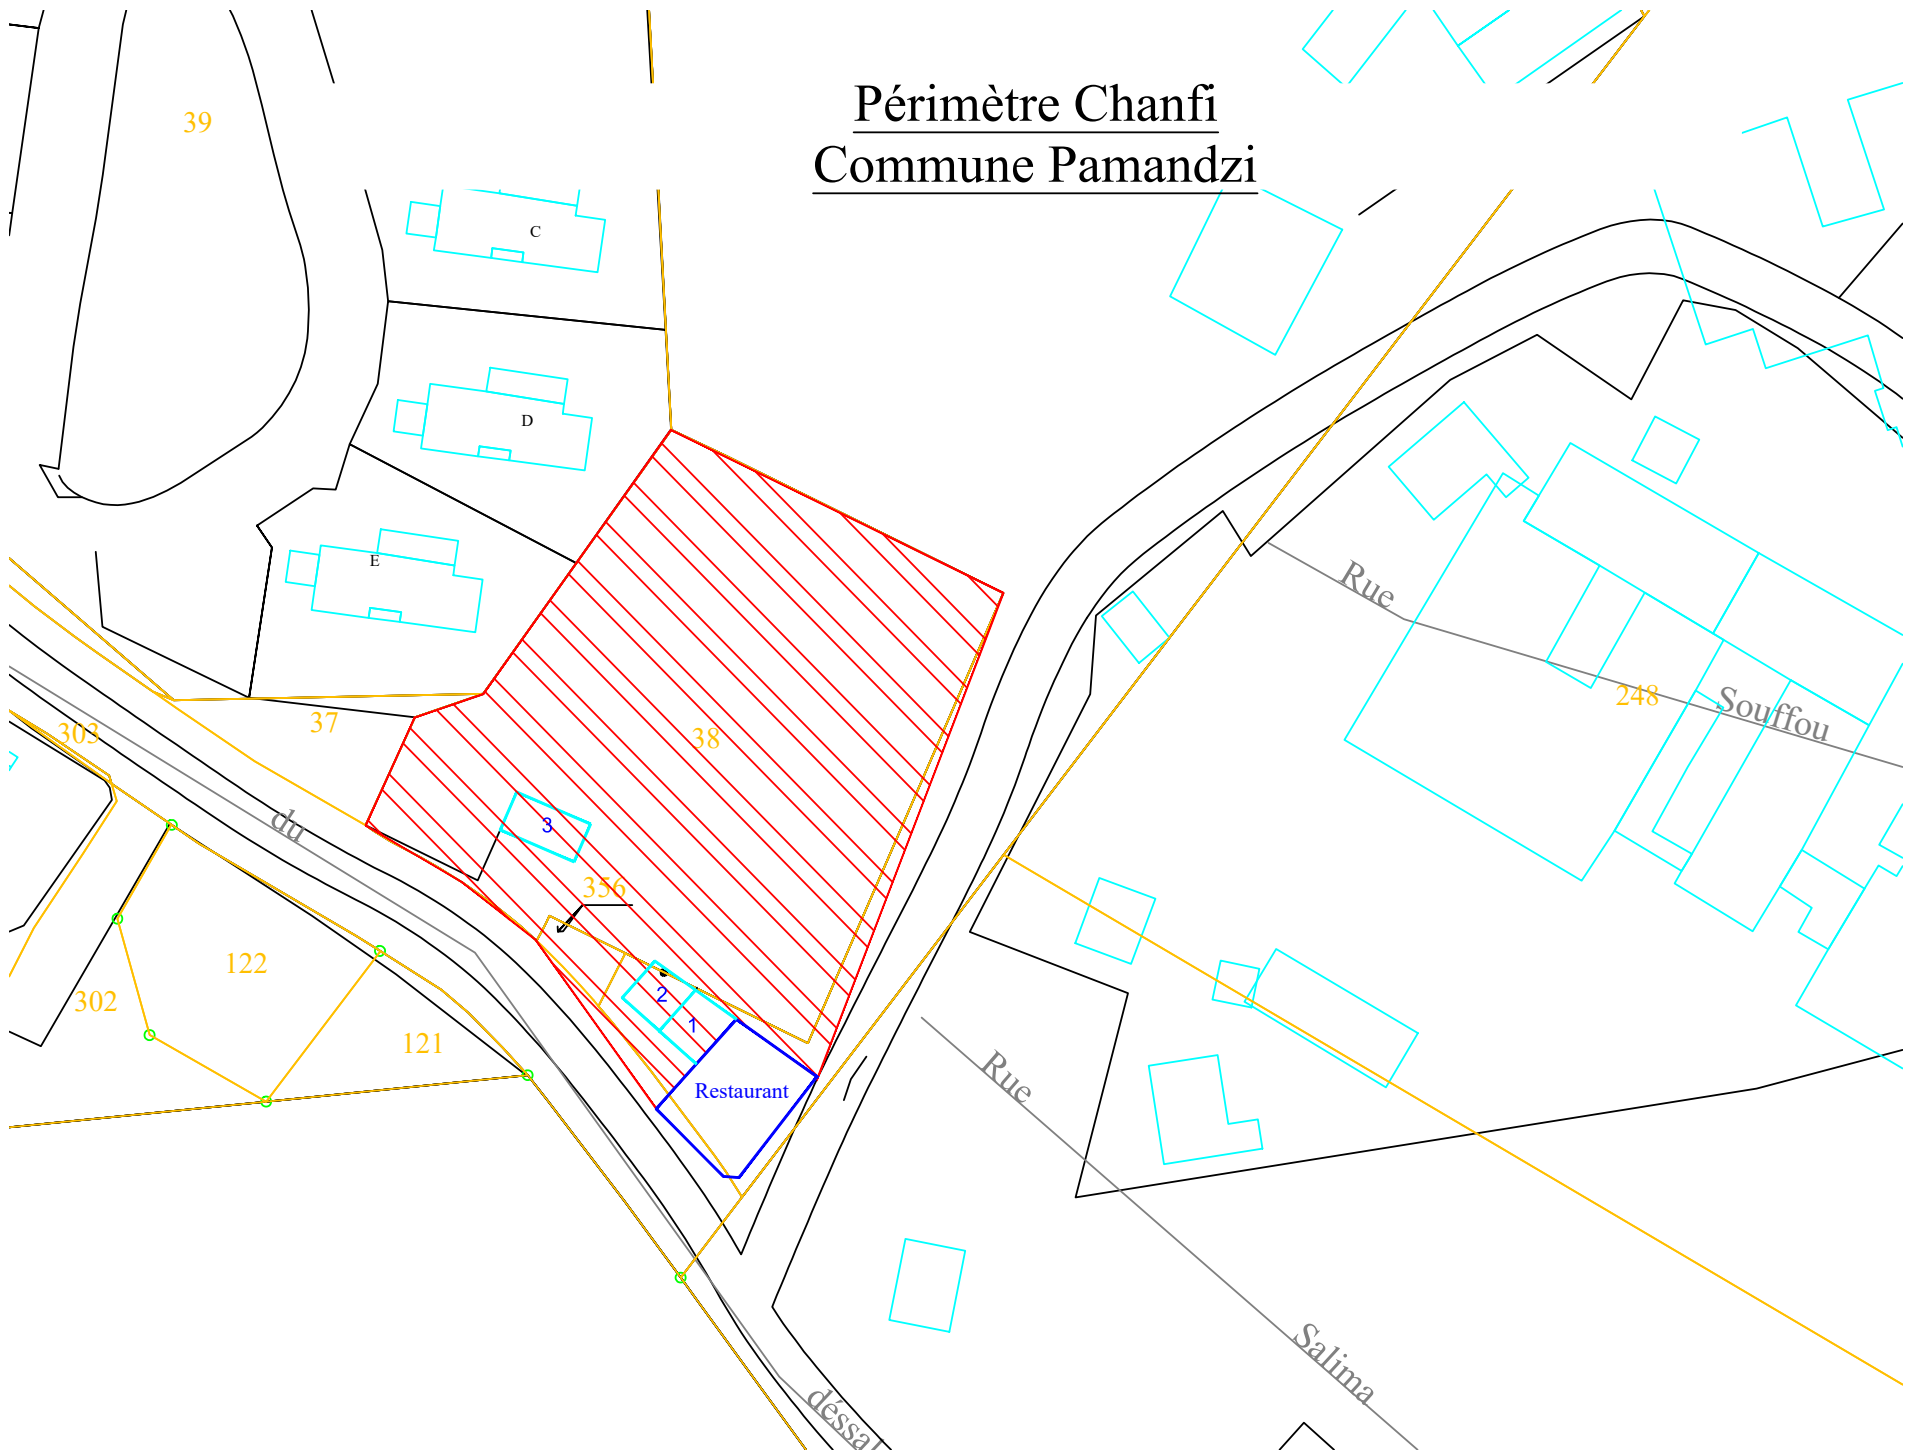 Périmètre Chanfi
Commune Pamandzi
39
C
D
E
Rue
Souffou
248
303
37
38
du
3
356
122
302
121
2
1
Restaurant
Rue
Salima
déssal